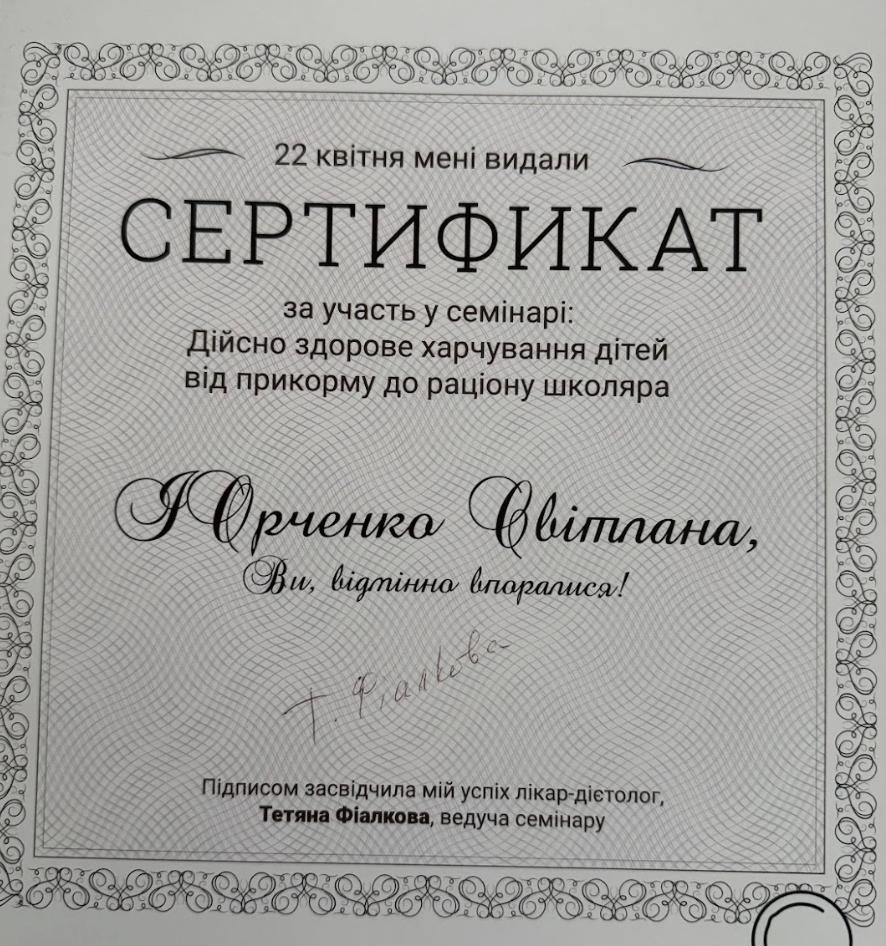 22 квітня мені видали
СЕРТИФИКАТ
за участь у семінарі:
Дійсно здорове харчування дітей
від прикорму до раціону школяра
Юрченко Світлана,
Ви, відмінно впоралися!
Т. Фіалкова
Підписом засвідчила мій успіх лікар-дієтолог,
Тетяна Фіалкова, ведуча семінару